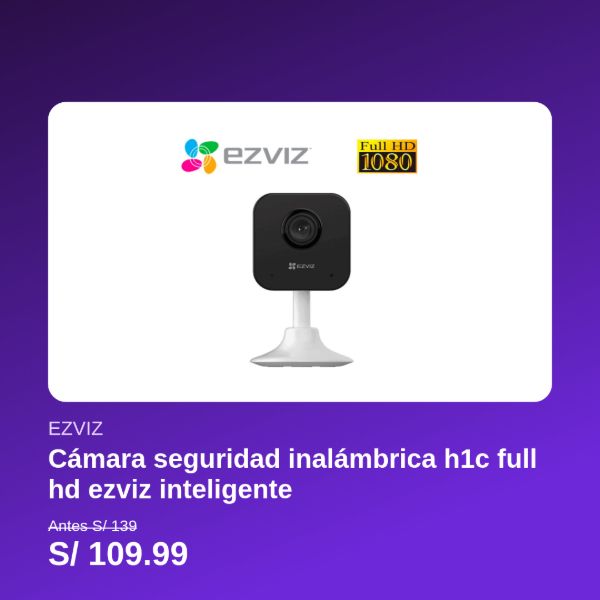 EZVIZ
Full HD
1080
EZVIZ
EZVIZ
Cámara seguridad inalámbrica h1c full
hd ezviz inteligente
Antes S/ 139
S/ 109.99